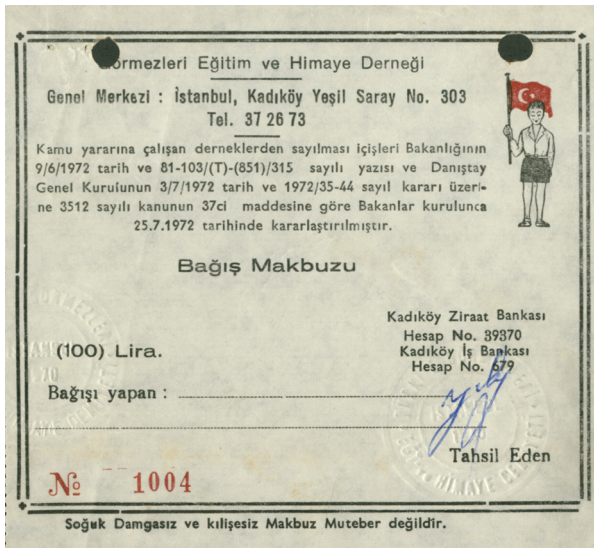 Eğitim ve Himaye Derneği
Genel Merkezi : İstanbul, Kadıköy Yeşil Saray No. 303
Tel. 37 26 73
Kamu yararına çalışan derneklerden sayılması içişleri Bakanlığının
9/6/1972 tarih ve 81-103/(T)-(851)/315 sayılı yazısı ve Danıştay
Genel Kurulunun 3/7/1972 tarih ve 1972/35-44 sayıl kararı üzeri-
ne 3512 sayılı kanunun 37ci maddesine göre Bakanlar kurulunca
25.7.1972 tarihinde kararlaştırılmıştır.
Bağış Makbuzu
Kadıköy Ziraat Bankası
Hesap No. 39370
Kadıköy İş Bankası
Hesap No. 679
(100) Lira.
Bağışı yapan :
Tahsil Eden
№ 1004
Soğuk Damgasız ve kılişesiz Makbuz Muteber değildir.